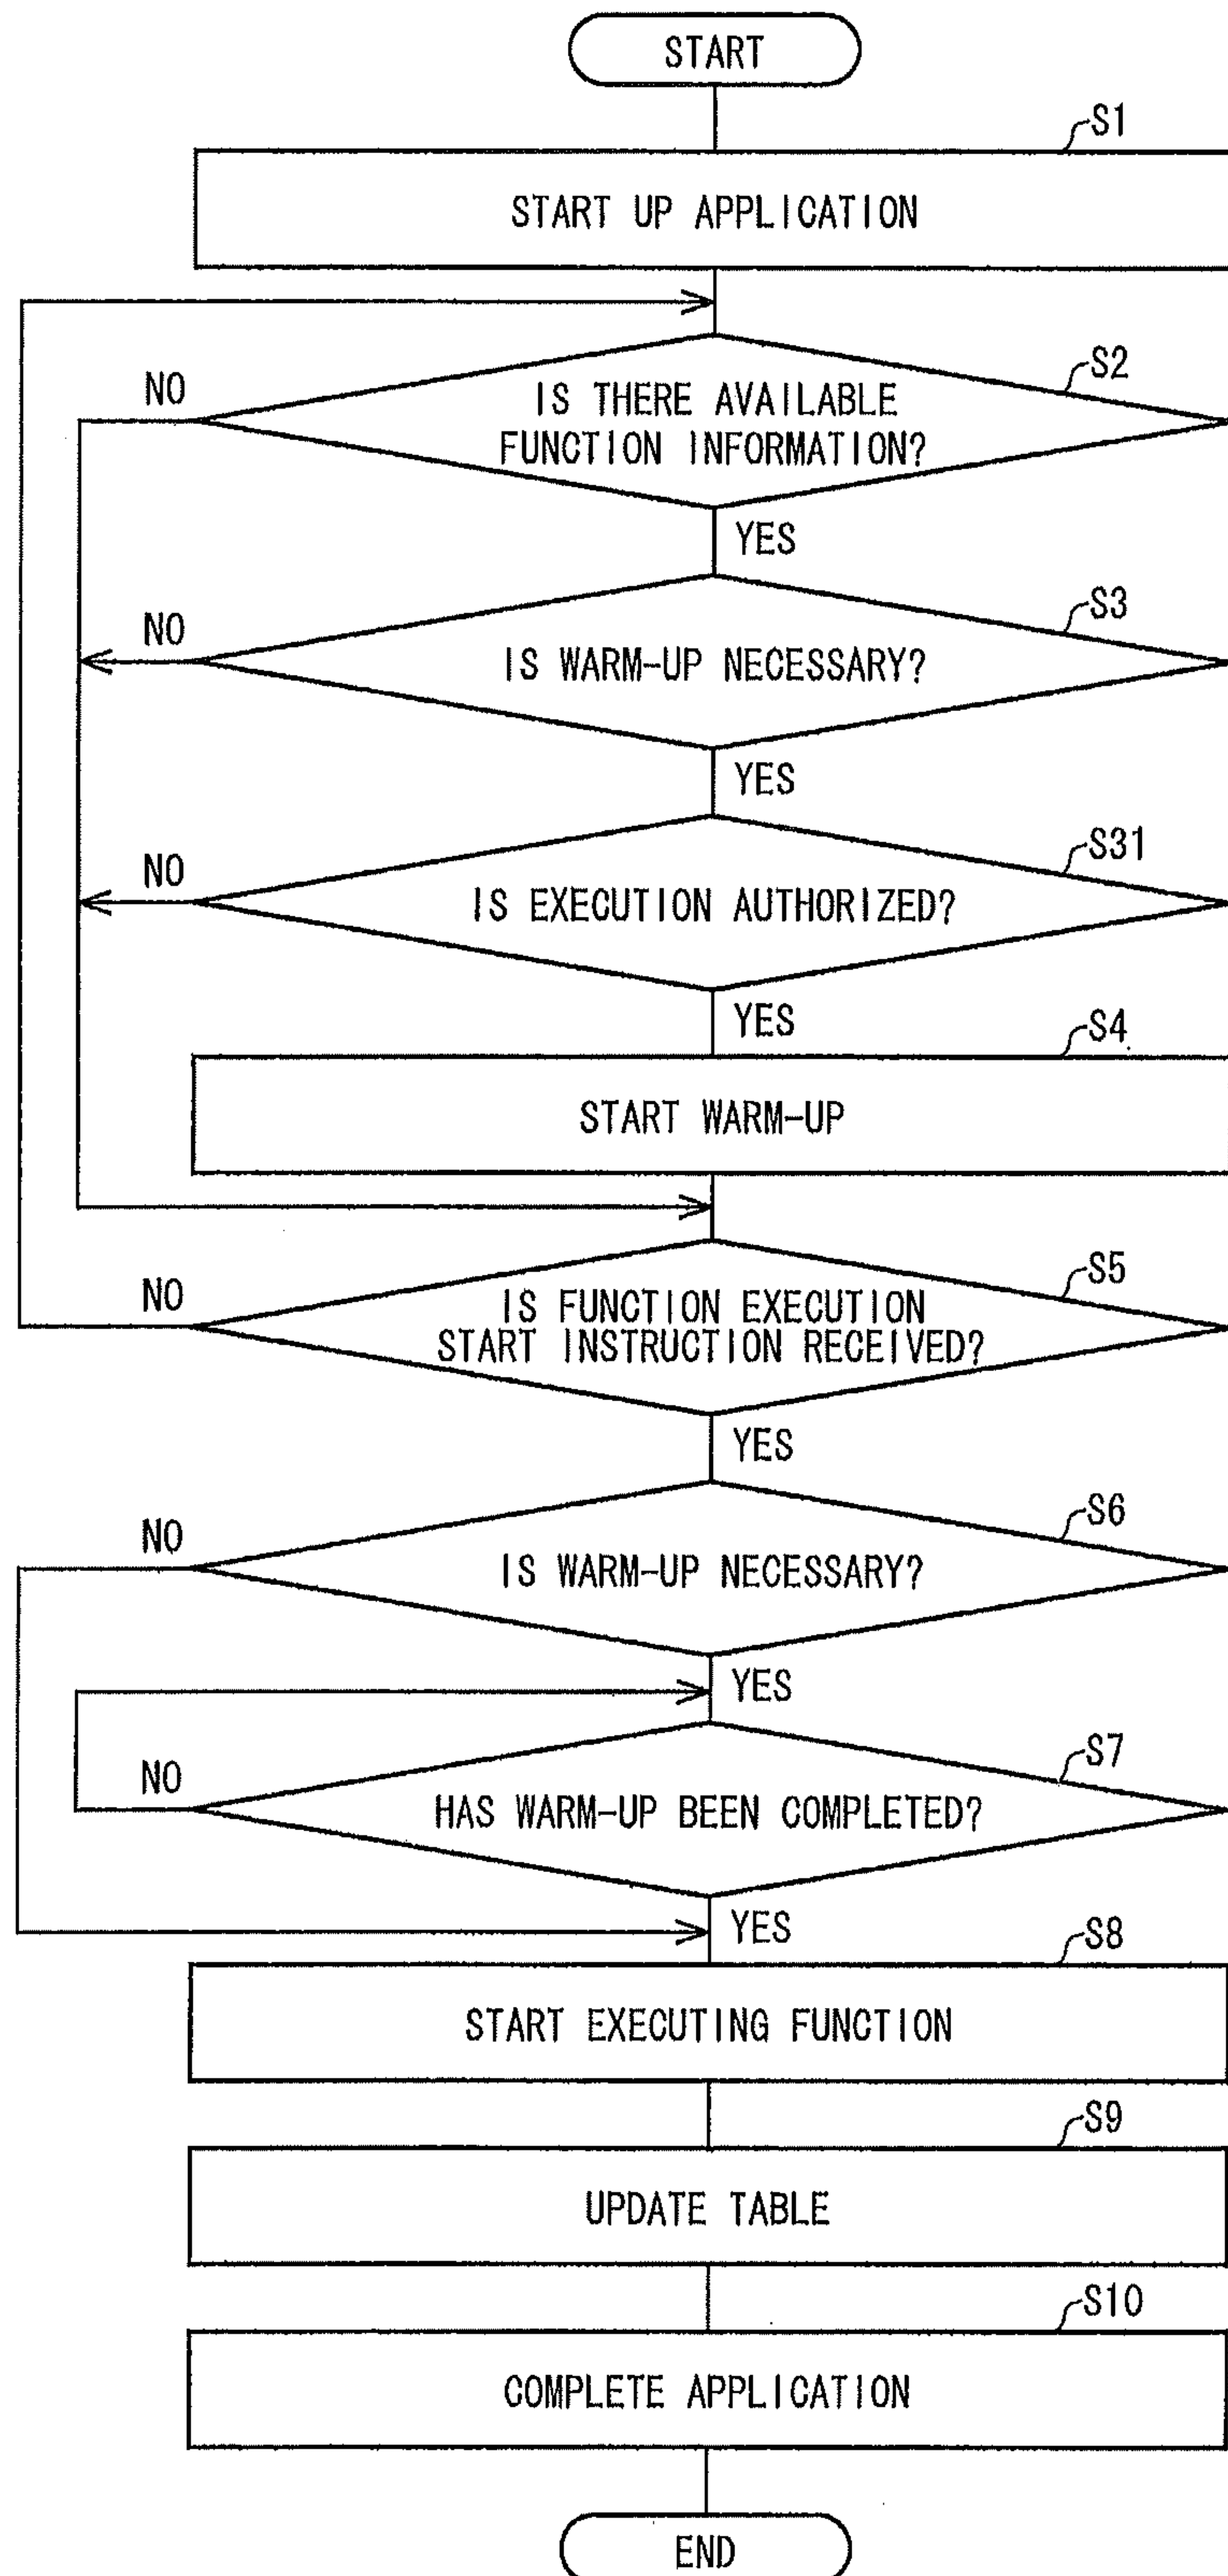 START
S1
START UP APPLICATION
S2
NO
IS THERE AVAILABLE
FUNCTION INFORMATION?
YES
S3
NO
IS WARM-UP NECESSARY?
YES
S31
NO
IS EXECUTION AUTHORIZED?
YES
S4
START WARM-UP
S5
NO
IS FUNCTION EXECUTION
START INSTRUCTION RECEIVED?
YES
S6
NO
IS WARM-UP NECESSARY?
YES
S7
NO
HAS WARM-UP BEEN COMPLETED?
YES
S8
START EXECUTING FUNCTION
S9
UPDATE TABLE
S10
COMPLETE APPLICATION
END